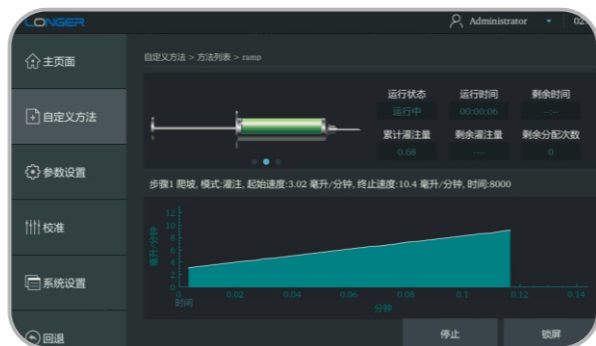 LONGER
Administrator
02
主页面
自定义方法
参数设置
校准
系统设置
回退
自定义方法 > 方法列表 > ramp
运行状态 运行时间 剩余时间
运行中 00:00:06 --:--
累计灌注量 剩余灌注量 剩余分配次数
0.68 --- 0
步骤1 爬坡, 模式:灌注, 起始速度:3.02 毫升/分钟, 终止速度:10.4 毫升/分钟, 时间:8000
毫升/分钟
12
10
8
6
4
2
0
0 0.02 0.04 0.06 0.08 0.1 0.12 0.14
时间
分钟
停止 锁屏